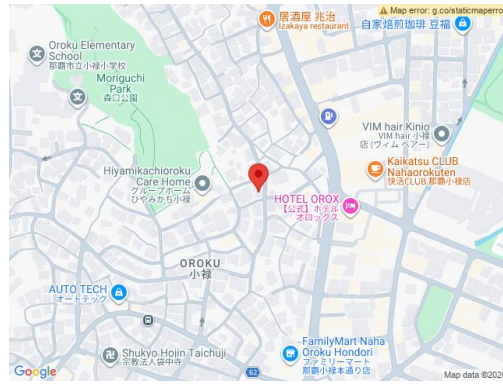 Map error: g.co/staticmaperro
居酒屋 兆治
Izakaya restaurant
自家焙煎珈琲 豆福
Oroku Elementary
School
那覇市立小禄小学校
Moriguchi
Park
森口公園
VIM hair Kinio
VIM hair 小禄
店 (ヴィム ヘアー)
Kaikatsu CLUB
Nahaorokuten
快活CLUB 那覇小禄店
Hiyamikachioroku
Care Home
グループホーム
ひやみかち小禄
HOTEL OROX
【公式】ホテル
オロックス
OROKU
小禄
AUTO TECH
オートテック
Shukyo Hojin Taichuji
宗教法人袋中寺
62
FamilyMart Naha
Oroku Hondori
ファミリーマート
那覇小禄本通り店
Google
Map data ©202